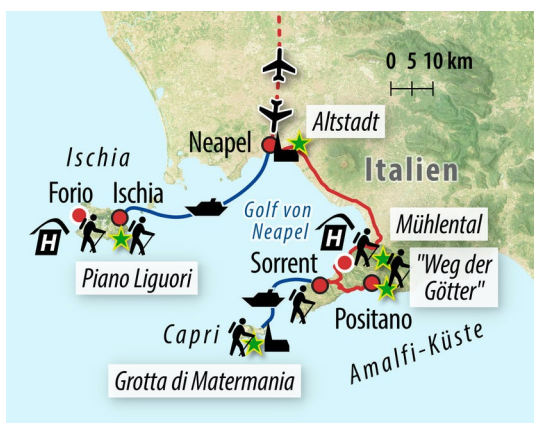 0 5 10 km
Altstadt
Neapel
Italien
Ischia
Forio
Ischia
H
Golf von
Neapel
H
Mühlental
Piano Liguori
Sorrent
"Weg der
Götter"
Positano
Capri
Amalfi-Küste
Grotta di Matermania